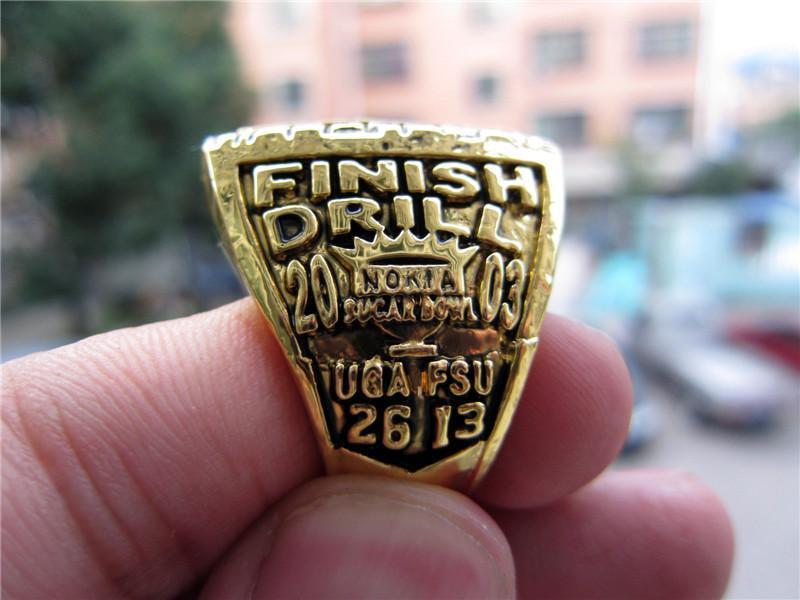 FINISH
DRILL
20 NOKIA 03
SUGAR BOWL
UGA FSU
26 13